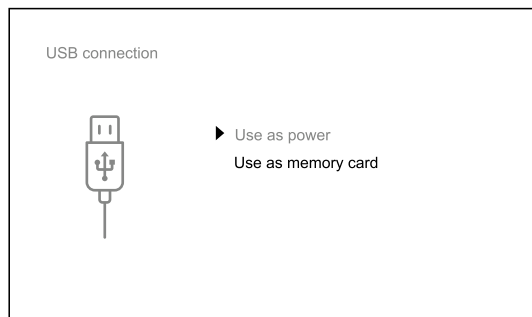 USB connection
Use as power
Use as memory card